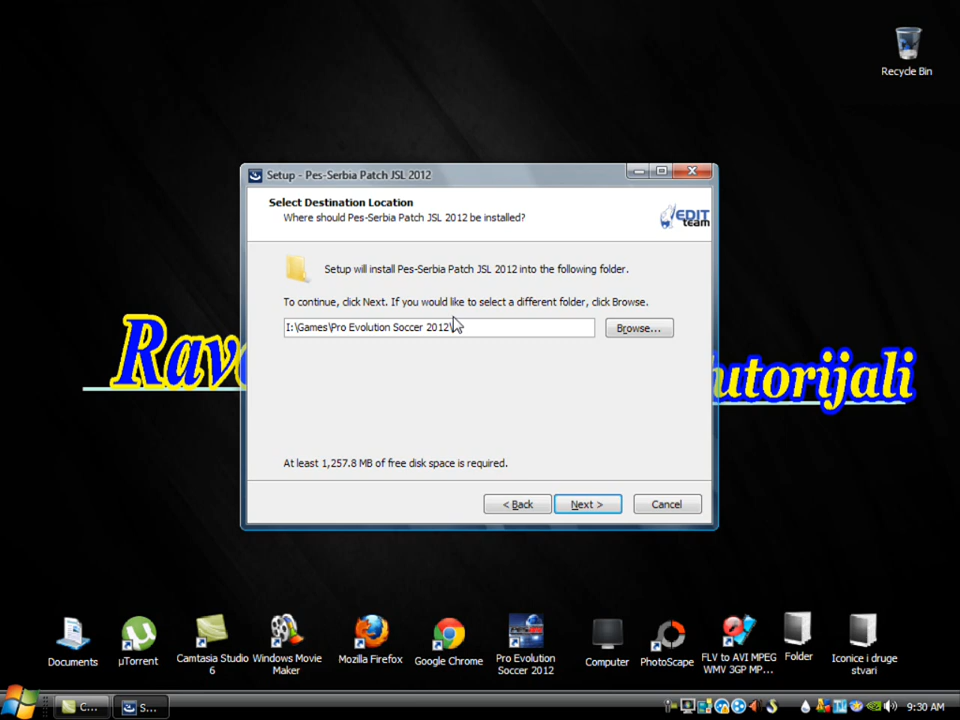 Recycle Bin
Setup - Pes-Serbia Patch JSL 2012
Select Destination Location
Where should Pes-Serbia Patch JSL 2012 be installed?
EDIT
team
Setup will install Pes-Serbia Patch JSL 2012 into the following folder.
To continue, click Next. If you would like to select a different folder, click Browse.
I:\Games\Pro Evolution Soccer 2012\
Browse...
At least 1,257.8 MB of free disk space is required.
< Back
Next >
Cancel
Documents
µTorrent
Camtasia Studio
6
Windows Movie
Maker
Mozilla Firefox
Google Chrome
Pro Evolution
Soccer 2012
Computer
PhotoScape
FLV to AVI MPEG
WMV 3GP MP...
Folder
Iconice i druge
stvari
C...
S...
9:30 AM